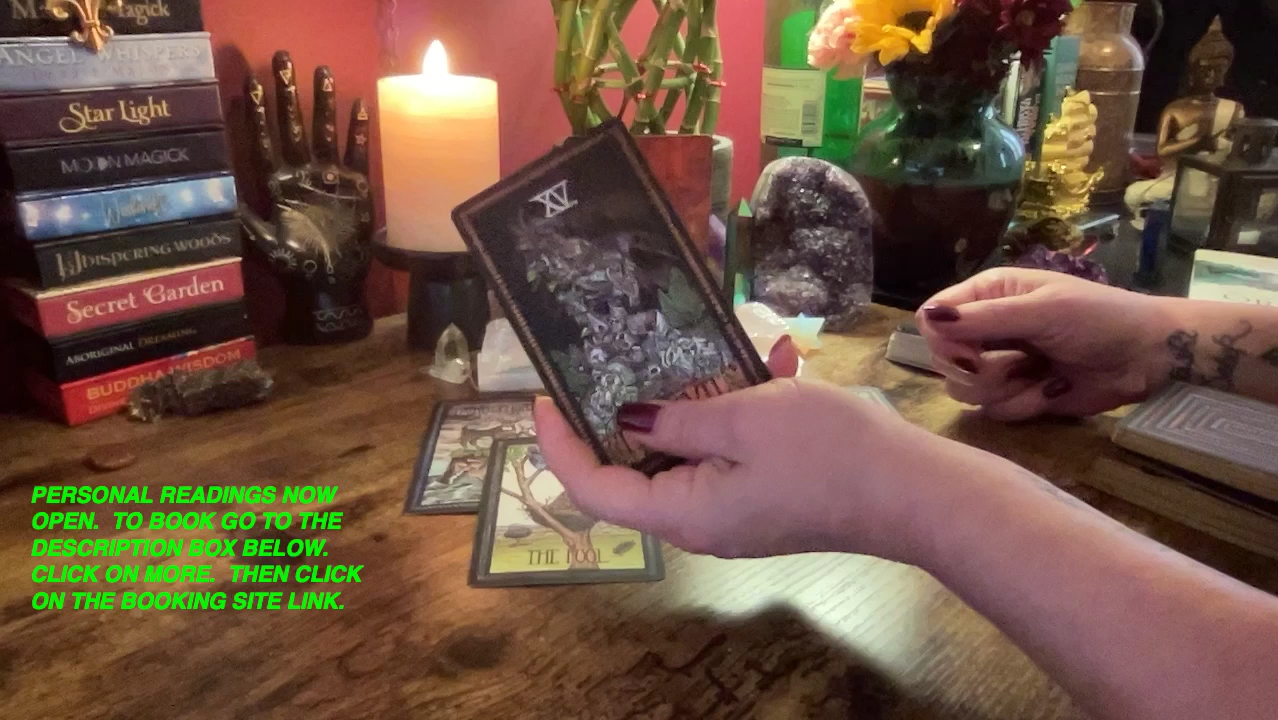 Magick
ANGEL WHISPERS
Star Light
MOON MAGICK
WHISPERING WOODS
Secret Garden
ABORIGINAL DREAMING
BUDDHA WISDOM
XV
THE FOOL
PERSONAL READINGS NOW
OPEN. TO BOOK GO TO THE
DESCRIPTION BOX BELOW.
CLICK ON MORE. THEN CLICK
ON THE BOOKING SITE LINK.